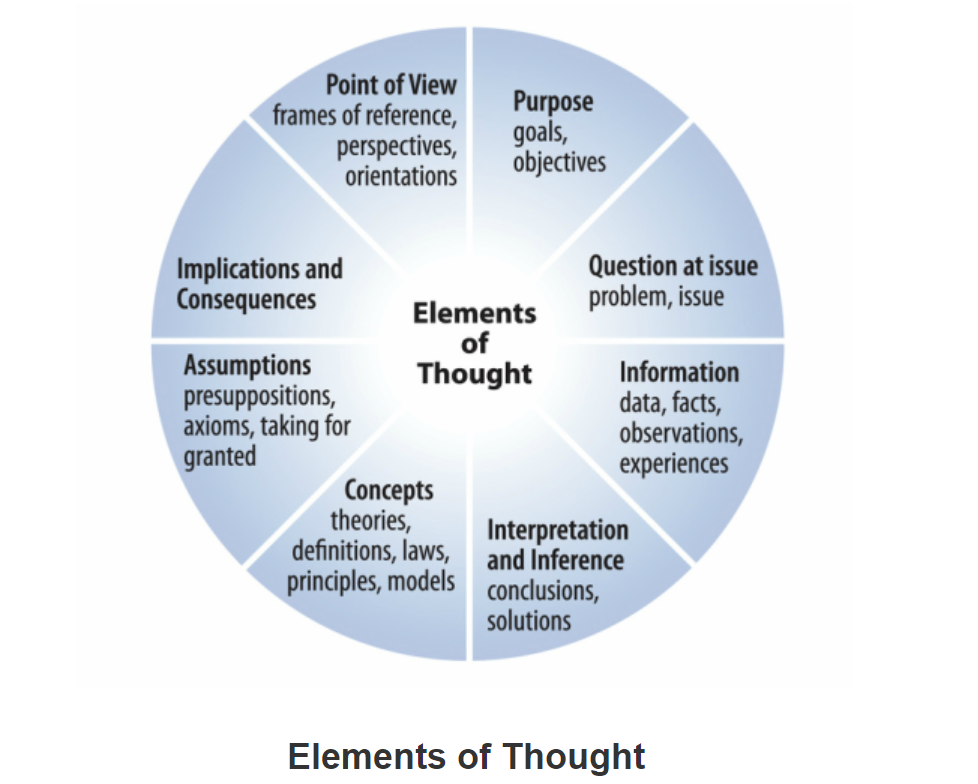 Point of View
frames of reference,
perspectives,
orientations
Purpose
goals,
objectives
Question at issue
problem, issue
Information
data, facts,
observations,
experiences
Interpretation
and Inference
conclusions,
solutions
Concepts
theories,
definitions, laws,
principles, models
Assumptions
presuppositions,
axioms, taking for
granted
Implications and
Consequences
Elements
of
Thought
Elements of Thought